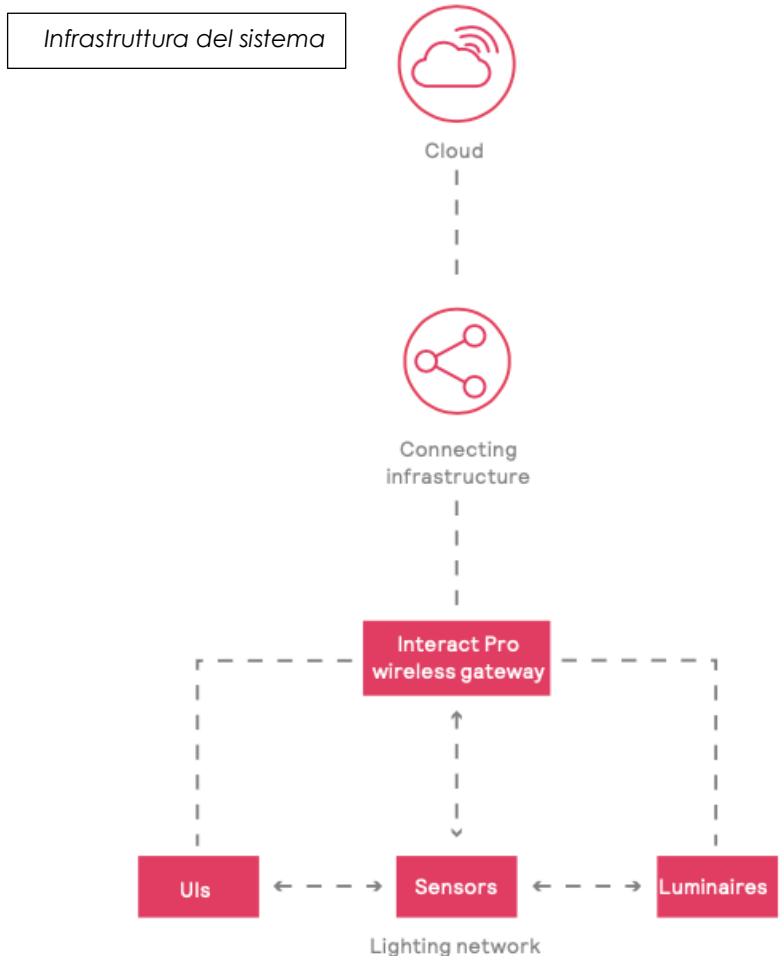 Infrastruttura del sistema
Cloud
Connecting
infrastructure
Interact Pro
wireless gateway
UIs
Sensors
Luminaires
Lighting network